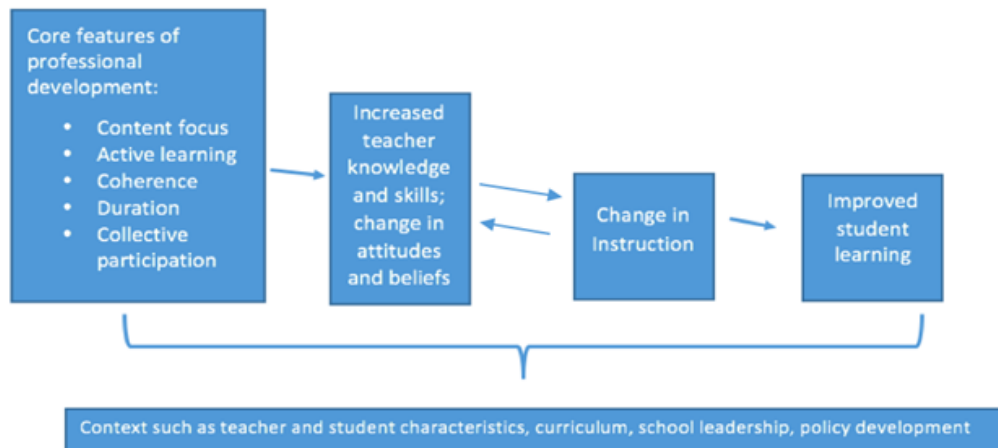 Core features of
professional
development:
• Content focus
• Active learning
• Coherence
• Duration
• Collective
participation
Increased
teacher
knowledge
and skills;
change in
attitudes
and beliefs
Change in
Instruction
Improved
student
learning
Context such as teacher and student characteristics, curriculum, school leadership, policy development